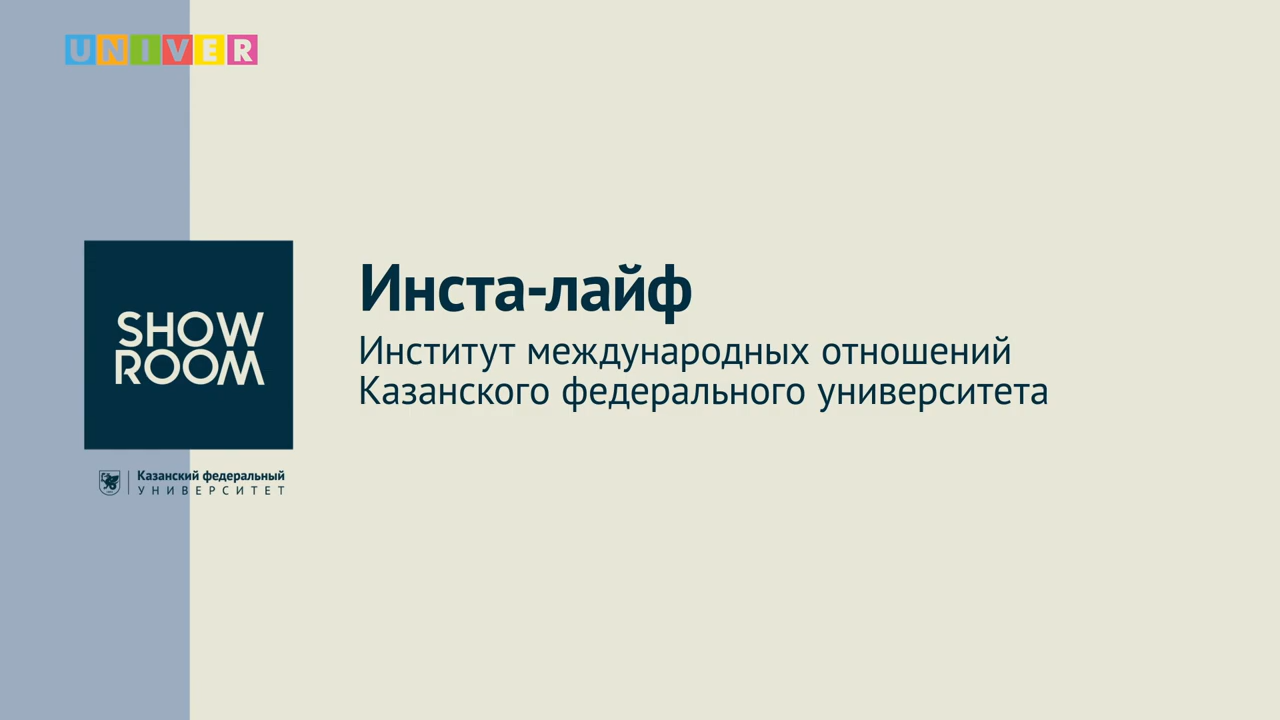 UNIVER
SHOW
ROOM
Инста-лайф
Институт международных отношений
Казанского федерального университета
Казанский федеральный
УНИВЕРСИТЕТ